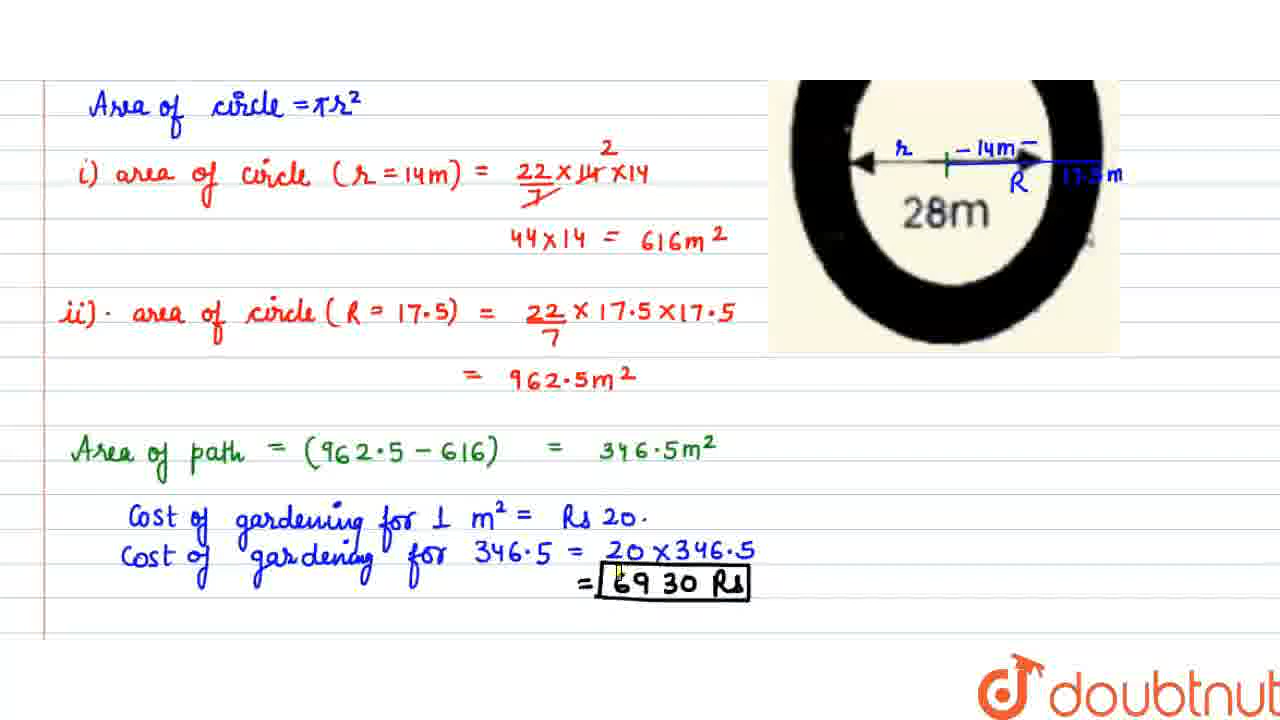 Area of circle = πr²
i) area of circle (r = 14m) = 22/7 × 14 2 × 14
44 × 14 = 616m²
ii). area of circle (R = 17.5) = 22/7 × 17.5 × 17.5
= 962.5m²
Area of path = (962.5 - 616) = 346.5m²
Cost of gardening for 1 m² = Rs 20.
Cost of gardening for 346.5 = 20 × 346.5
= 6930 Rs
r - 14m -
R 17.5m
28m
doubtnut